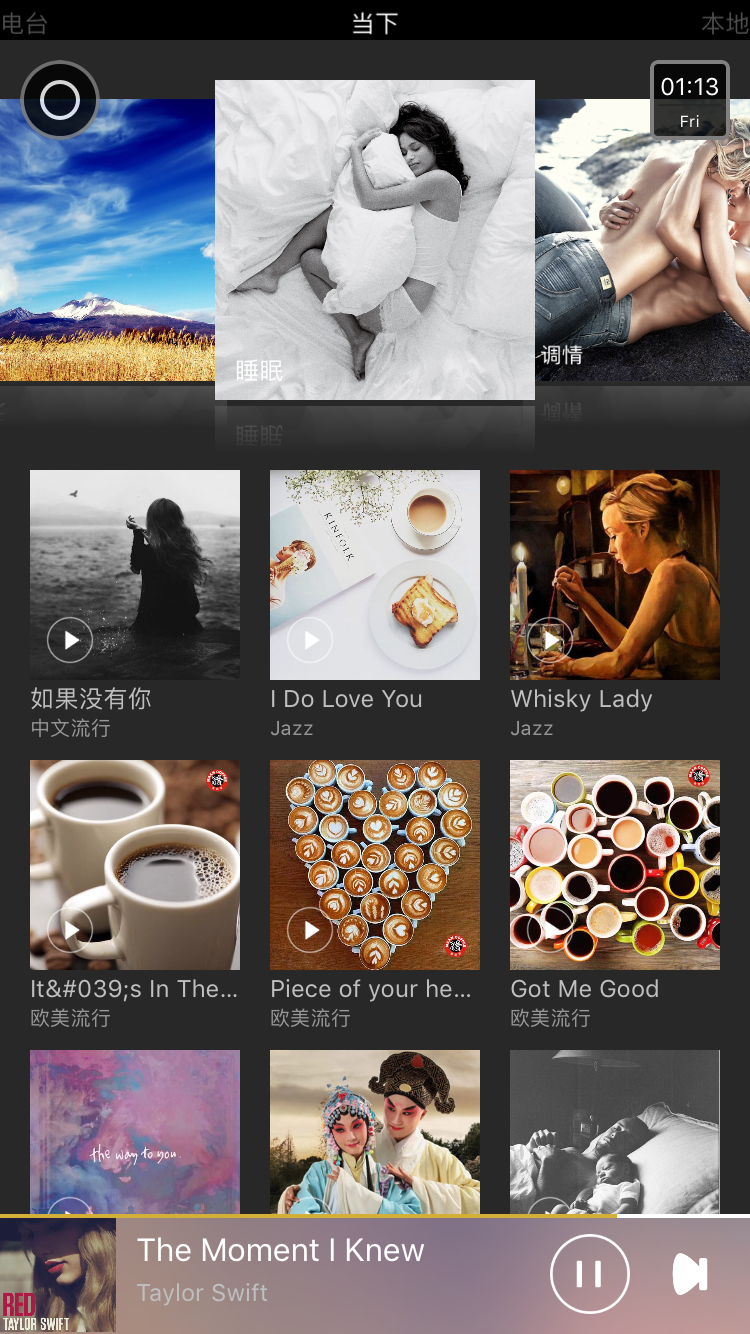 电台
当下
本地
01:13
Fri
睡眠
调情
KINFOLK
如果没有你
中文流行
I Do Love You
Jazz
Whisky Lady
Jazz
It&#039;s In The...
欧美流行
Piece of your he...
欧美流行
Got Me Good
欧美流行
the way to you.
RED
TAYLOR SWIFT
The Moment I Knew
Taylor Swift